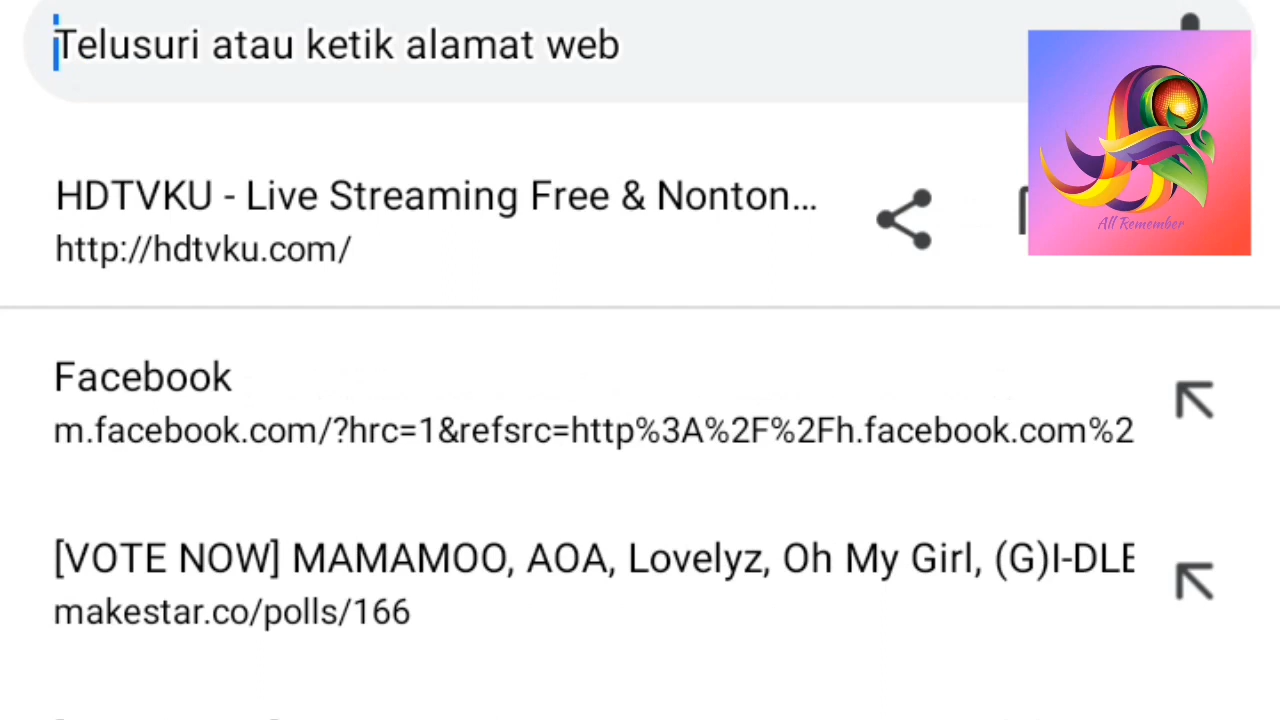 Telusuri atau ketik alamat web
All Remember
HDTVKU - Live Streaming Free & Nonton...
http://hdtvku.com/
Facebook
m.facebook.com/?hrc=1&refsrc=http%3A%2F%2Fh.facebook.com%2
[VOTE NOW] MAMAMOO, AOA, Lovelyz, Oh My Girl, (G)I-DLE
makestar.co/polls/166